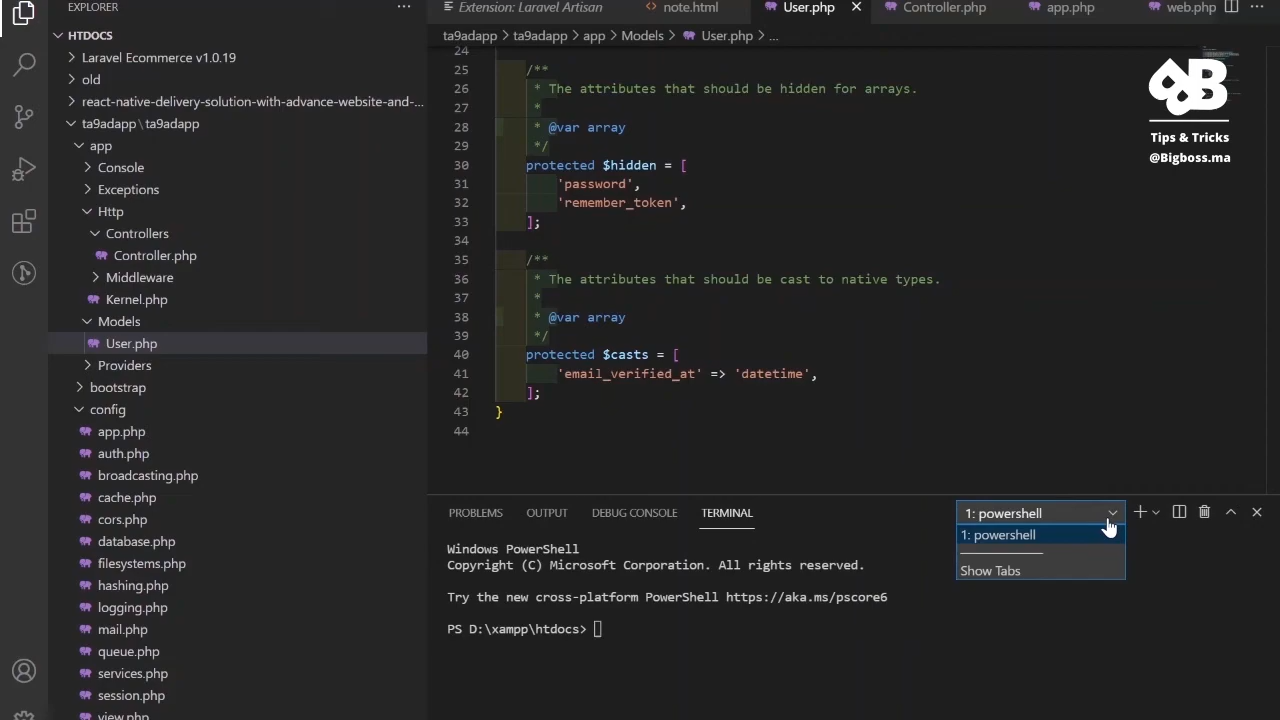 EXPLORER
HTDOCS
Laravel Ecommerce v1.0.19
old
react-native-delivery-solution-with-advance-website-and-...
ta9adapp \ ta9adapp
app
Console
Exceptions
Http
Controllers
Controller.php
Middleware
Kernel.php
Models
User.php
Providers
bootstrap
config
app.php
auth.php
broadcasting.php
cache.php
cors.php
database.php
filesystems.php
hashing.php
logging.php
mail.php
queue.php
services.php
session.php
view.php
Extension: Laravel Artisan
note.html
User.php
Controller.php
app.php
web.php
ta9adapp > ta9adapp > app > Models > User.php > ...
24
25 /**
26 * The attributes that should be hidden for arrays.
27 *
28 * @var array
29 */
30 protected $hidden = [
31 'password',
32 'remember_token',
33 ];
34
35 /**
36 * The attributes that should be cast to native types.
37 *
38 * @var array
39 */
40 protected $casts = [
41 'email_verified_at' => 'datetime',
42 ];
43 }
44
B
Tips & Tricks
@Bigboss.ma
PROBLEMS OUTPUT DEBUG CONSOLE TERMINAL
1: powershell
1: powershell
Show Tabs
Windows PowerShell
Copyright (C) Microsoft Corporation. All rights reserved.
Try the new cross-platform PowerShell https://aka.ms/pscore6
PS D:\xampp\htdocs>